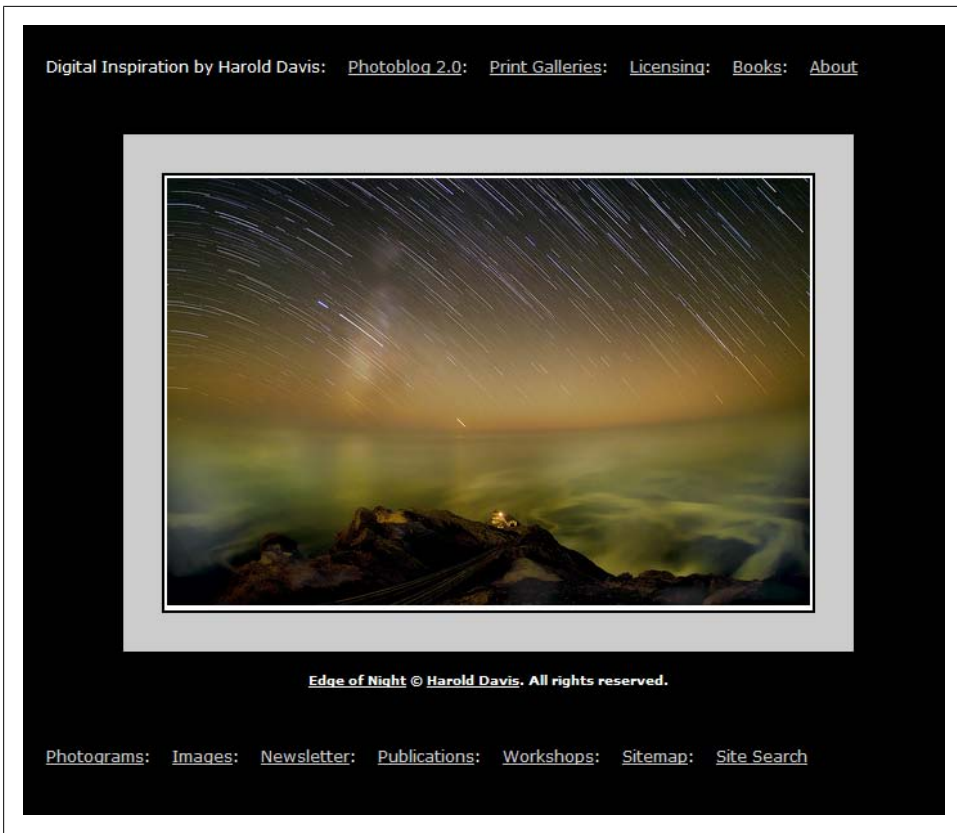 Digital Inspiration by Harold Davis: Photoblog 2.0: Print Galleries: Licensing: Books: About
Edge of Night © Harold Davis. All rights reserved.
Photograms: Images: Newsletter: Publications: Workshops: Sitemap: Site Search